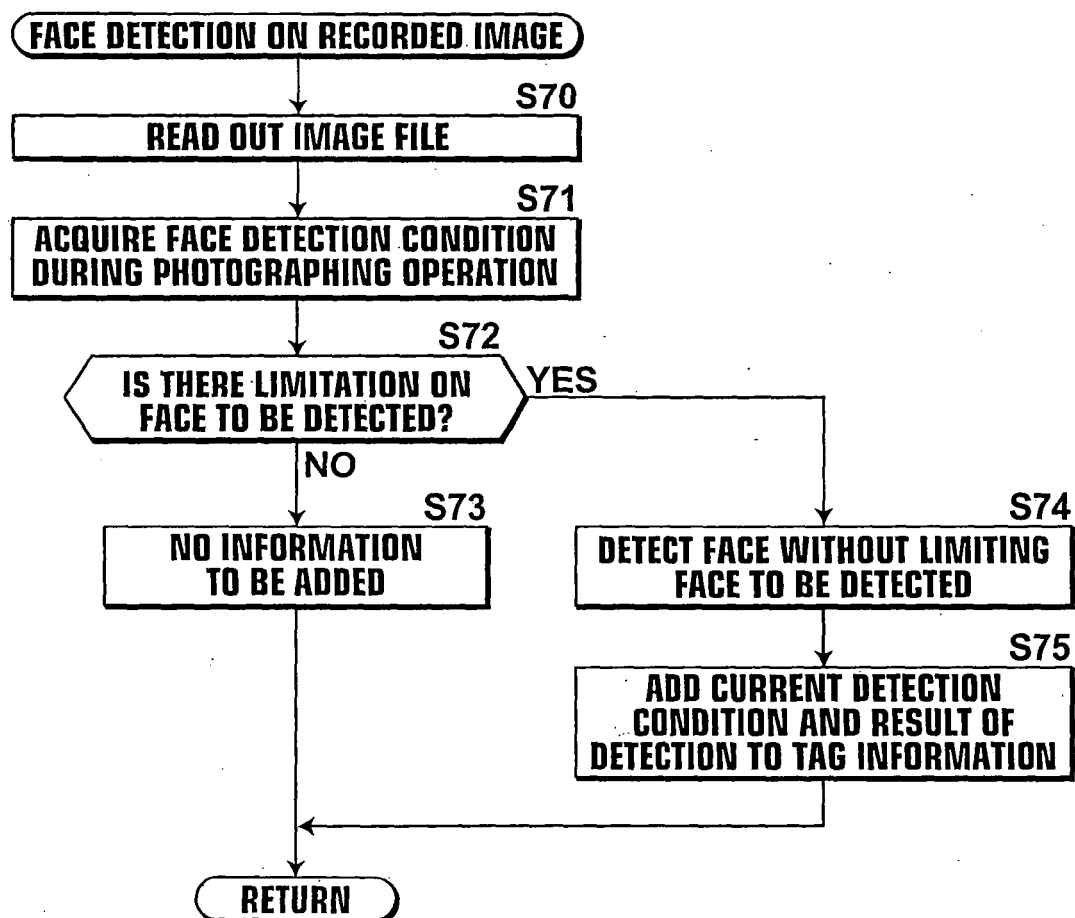 FACE DETECTION ON RECORDED IMAGE
S70
READ OUT IMAGE FILE
S71
ACQUIRE FACE DETECTION CONDITION
DURING PHOTOGRAPHING OPERATION
S72
IS THERE LIMITATION ON
FACE TO BE DETECTED?
YES
NO
S73
NO INFORMATION
TO BE ADDED
S74
DETECT FACE WITHOUT LIMITING
FACE TO BE DETECTED
S75
ADD CURRENT DETECTION
CONDITION AND RESULT OF
DETECTION TO TAG INFORMATION
RETURN